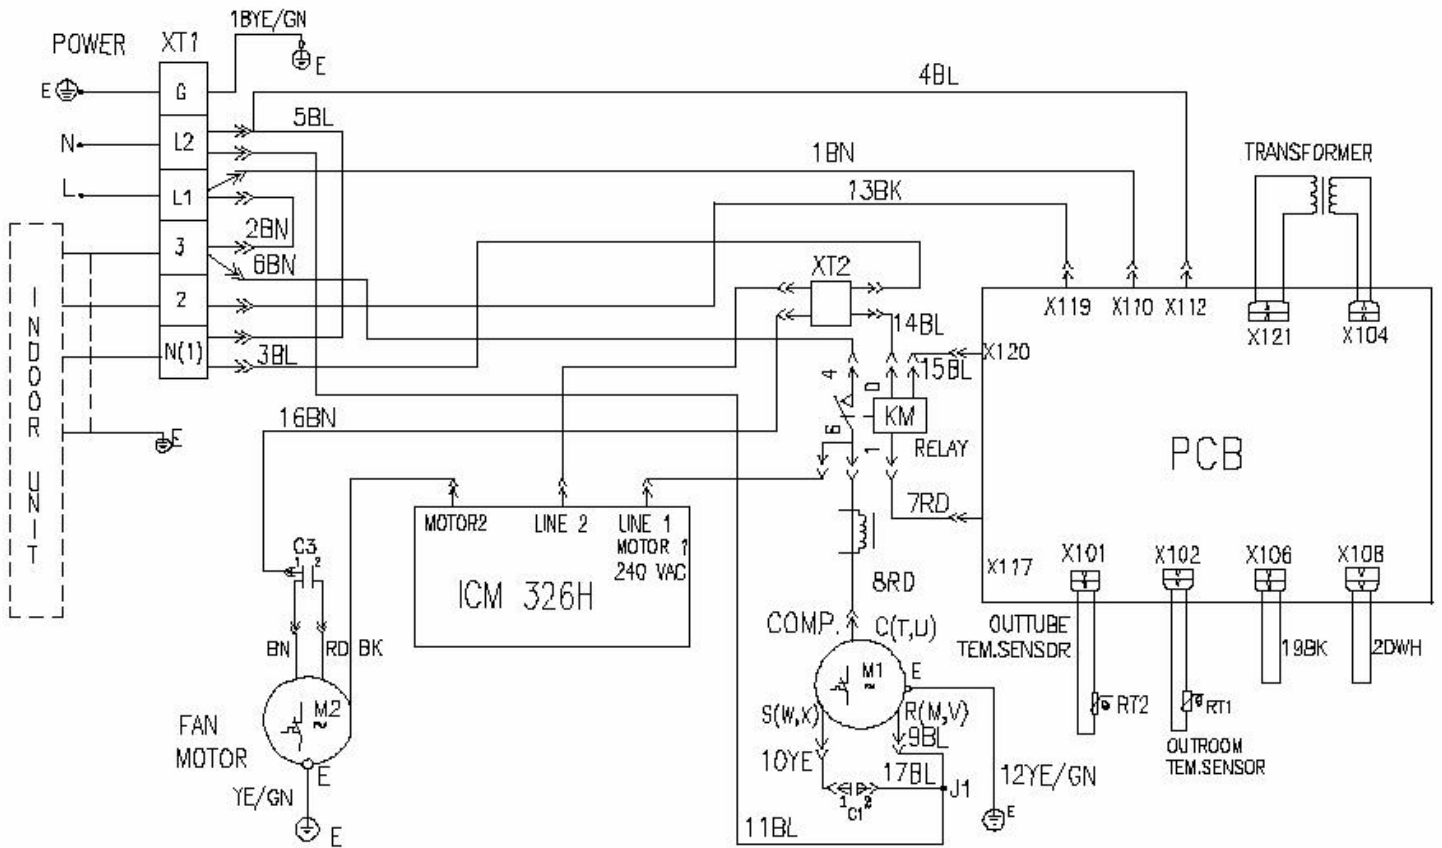 1BYE/GN
POWER
XT1
E
E
G
4BL
5BL
N
L2
1BN
TRANSFORMER
L
L1
13BK
2BN
3
6BN
XT2
2
X119
X110
X112
14BL
X121
X104
N(1)
3BL
X120
15BL
4
0
INDOOR UNIT
16BN
KM
E
6
1
RELAY
PCB
7RD
MOTOR2
LINE 2
LINE 1
MOTOR 1
240 VAC
C3
1 2
X101
X102
X106
X108
X117
ICM 326H
8RD
COMP.
C(T,U)
OUTTUBE
TEM.SENSOR
BN
RD
BK
19BK
20WH
M1
E
M2
S(W,X)
R(M,V)
RT2
RT1
FAN
MOTOR
9BL
OUTROOM
TEM.SENSOR
10YE
17BL
12YE/GN
E
J1
YE/GN
1 C1 2
E
11BL
E